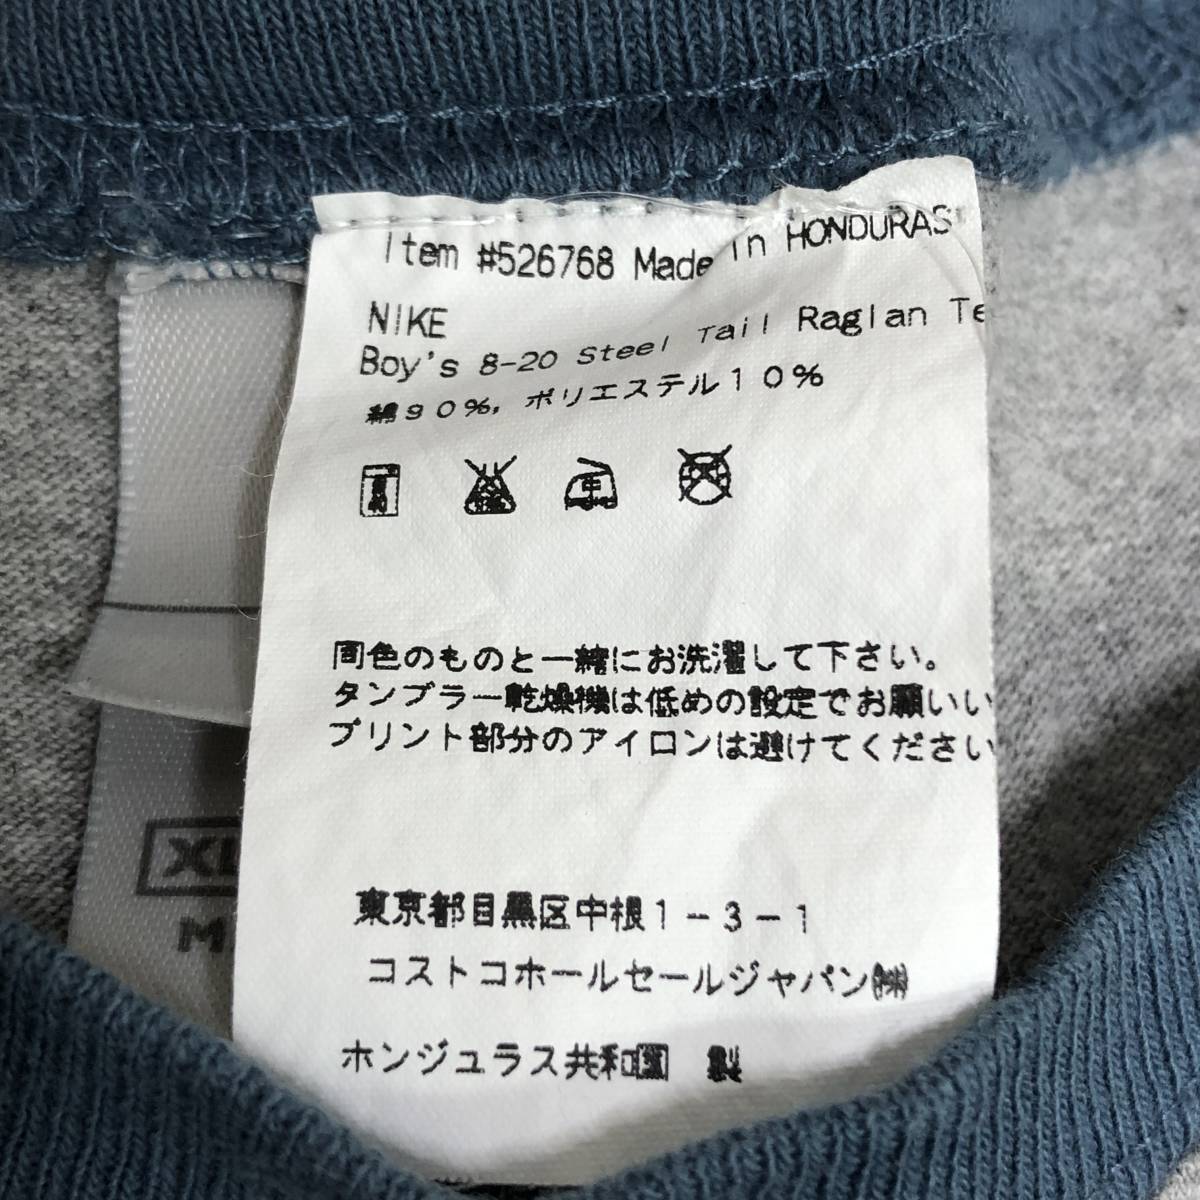 Item #526768 Made in HONDURAS
NIKE
Boy's 8-20 Steel Tail Raglan Te
綿90%, ポリエステル10%
同色のものと一緒にお洗濯して下さい。
タンブラー乾燥機は低めの設定でお願いい
プリント部分のアイロンは避けてください
XL
M
東京都目黒区中根1-3-1
コストコホールセールジャパン㈱
ホンジュラス共和国 製